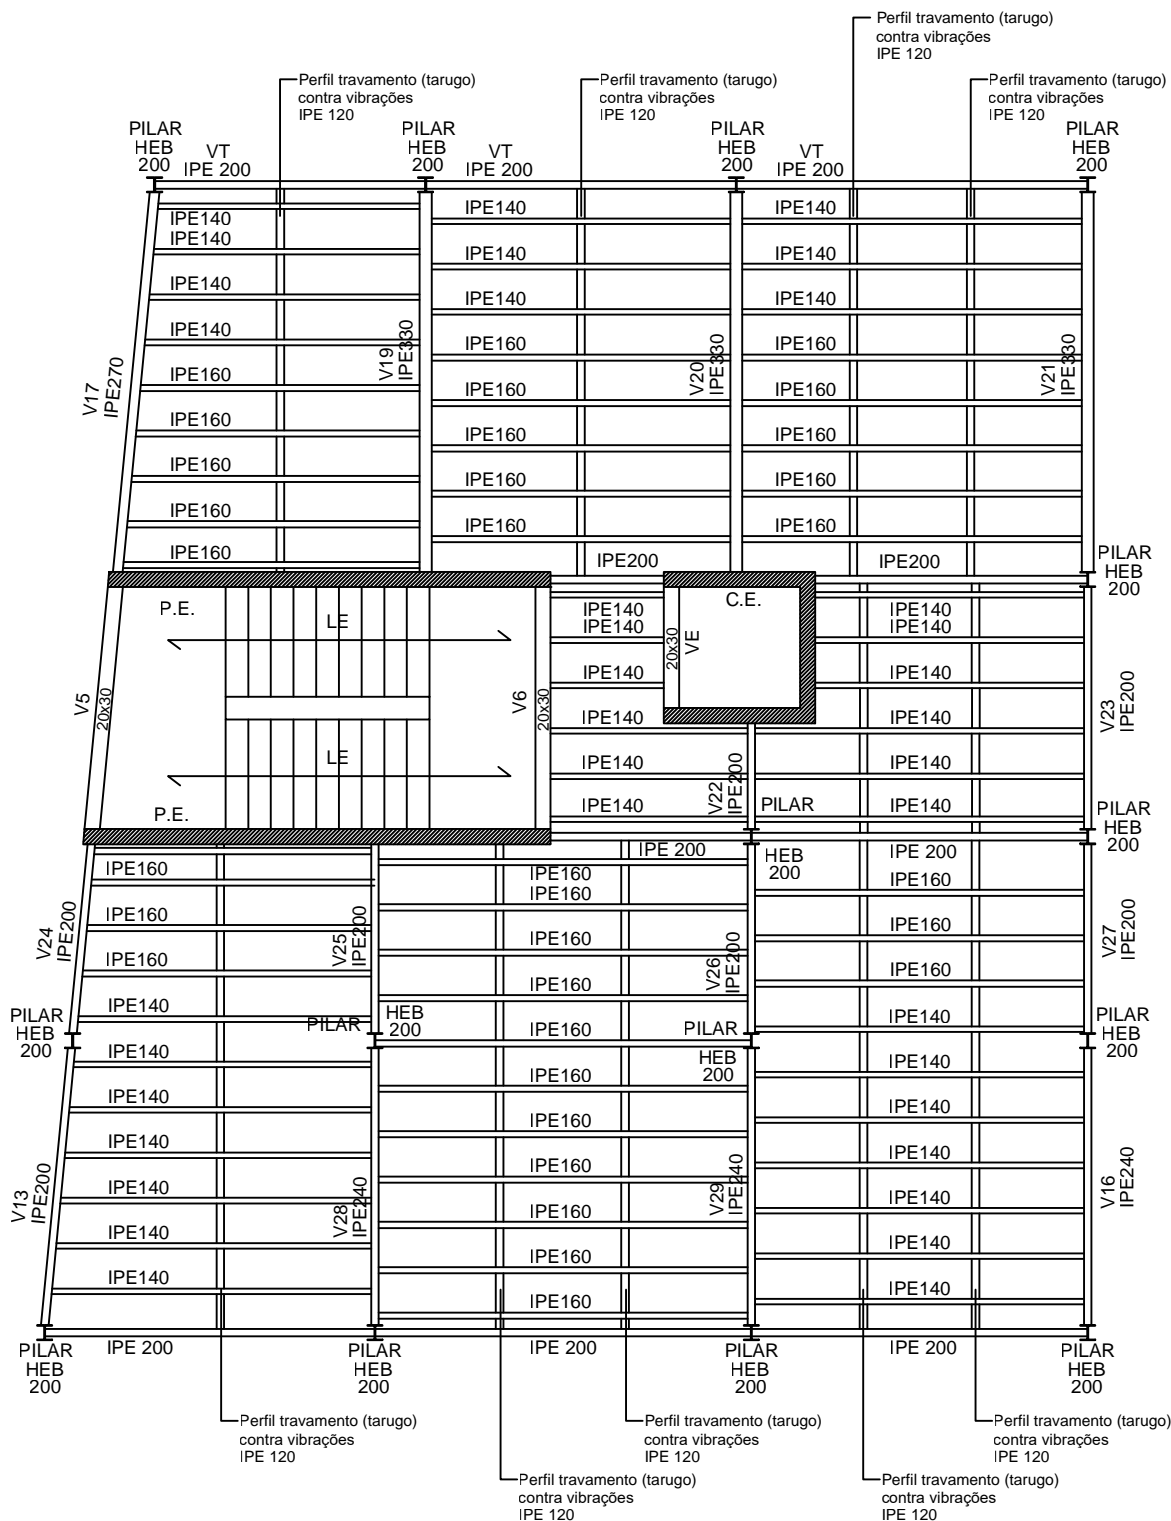 Perfil travamento (tarugo)
contra vibrações
IPE 120
Perfil travamento (tarugo)
contra vibrações
IPE 120
Perfil travamento (tarugo)
contra vibrações
IPE 120
Perfil travamento (tarugo)
contra vibrações
IPE 120
PILAR
HEB
200
VT
IPE 200
PILAR
HEB
200
VT
IPE 200
PILAR
HEB
200
VT
IPE 200
PILAR
HEB
200
IPE140
IPE140
IPE140
IPE140
IPE160
IPE160
IPE160
IPE160
IPE160
V17
IPE270
V19
IPE330
IPE140
IPE140
IPE140
IPE160
IPE160
IPE160
IPE160
IPE160
V20
IPE330
IPE140
IPE140
IPE140
IPE160
IPE160
IPE160
IPE160
IPE160
V21
IPE330
IPE200
IPE200
PILAR
HEB
200
P.E.
LE
LE
P.E.
V5
20x30
V6
20x30
IPE140
IPE140
IPE140
IPE140
IPE140
IPE140
20x30
VE
C.E.
V22
IPE200
IPE140
IPE140
IPE140
IPE140
IPE140
IPE140
V23
IPE200
PILAR
HEB
200
PILAR
HEB
200
IPE 200
IPE 200
IPE160
IPE160
IPE160
IPE140
V24
IPE200
V25
IPE200
IPE160
IPE160
IPE160
IPE160
IPE160
V26
IPE200
IPE160
IPE160
IPE160
IPE140
V27
IPE200
PILAR
HEB
200
PILAR
HEB
200
PILAR
HEB
200
PILAR
HEB
200
IPE140
IPE140
IPE140
IPE140
IPE140
IPE140
V13
IPE200
V28
IPE240
IPE160
IPE160
IPE160
IPE160
IPE160
IPE160
V29
IPE240
IPE140
IPE140
IPE140
IPE140
IPE140
IPE140
V16
IPE240
PILAR
HEB
200
IPE 200
PILAR
HEB
200
IPE 200
PILAR
HEB
200
IPE 200
PILAR
HEB
200
Perfil travamento (tarugo)
contra vibrações
IPE 120
Perfil travamento (tarugo)
contra vibrações
IPE 120
Perfil travamento (tarugo)
contra vibrações
IPE 120
Perfil travamento (tarugo)
contra vibrações
IPE 120
Perfil travamento (tarugo)
contra vibrações
IPE 120